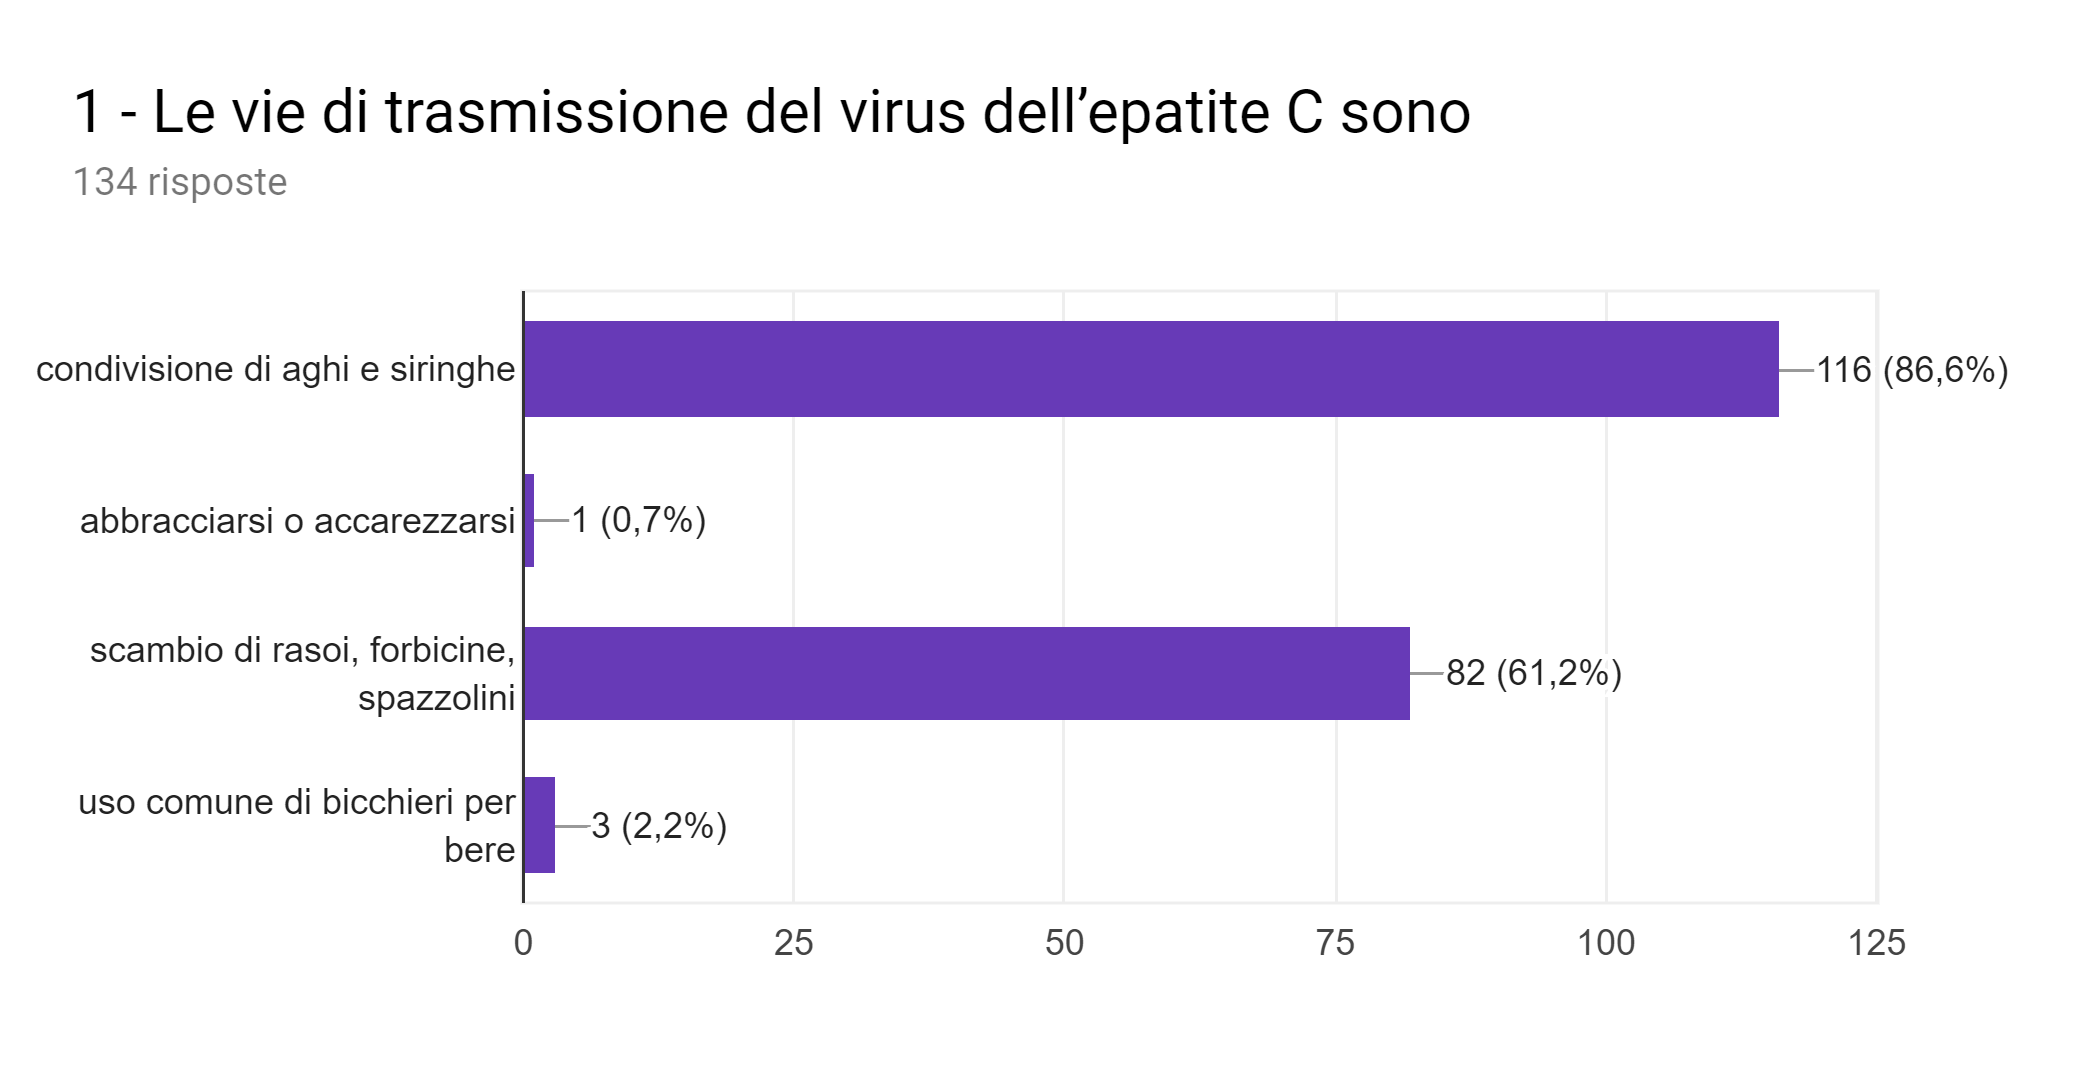 1 - Le vie di trasmissione del virus dell’epatite C sono
134 risposte
condivisione di aghi e siringhe
116 (86,6%)
abbracciarsi o accarezzarsi
1 (0,7%)
scambio di rasoi, forbicine,
spazzolini
82 (61,2%)
uso comune di bicchieri per
bere
3 (2,2%)
0 25 50 75 100 125